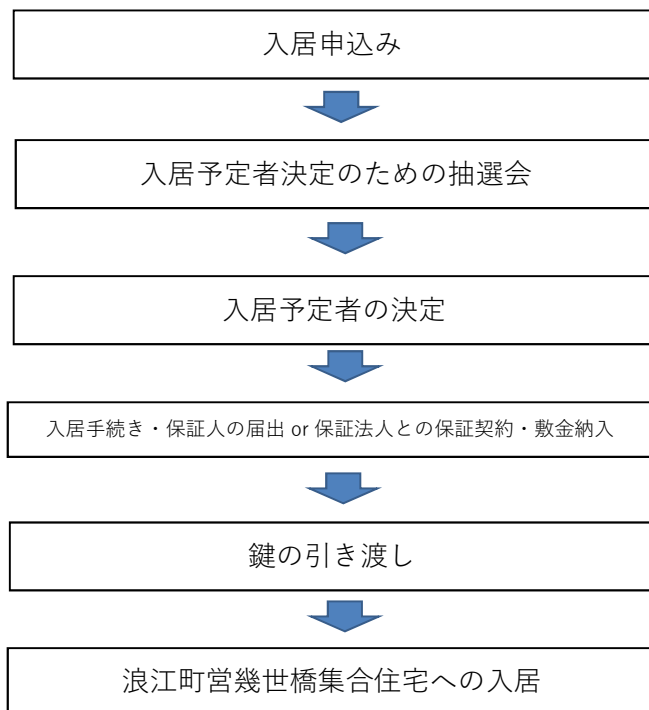 入居申込み
入居予定者決定のための抽選会
入居予定者の決定
入居手続き・保証人の届出 or 保証法人との保証契約・敷金納入
鍵の引き渡し
浪江町営幾世橋集合住宅への入居